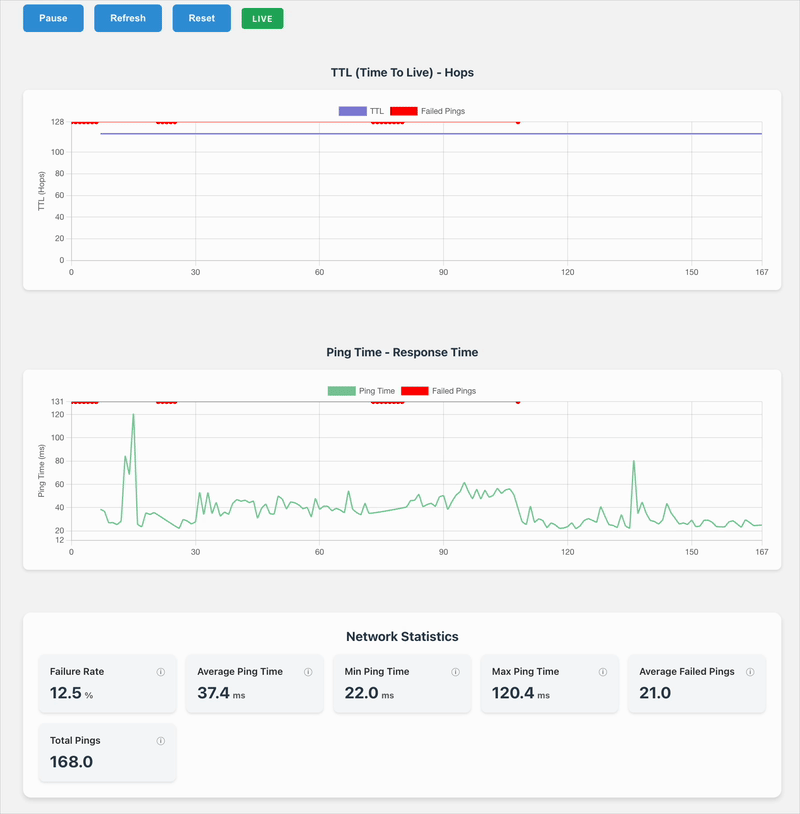 Pause Refresh Reset LIVE
TTL (Time To Live) - Hops
TTL Failed Pings
128
100
80
60
40
20
0
TTL (Hops)
0 30 60 90 120 150 167
Ping Time - Response Time
Ping Time Failed Pings
131
120
100
80
60
40
20
12
Ping Time (ms)
0 30 60 90 120 150 167
Network Statistics
Failure Rate ⓘ
12.5 %
Average Ping Time ⓘ
37.4 ms
Min Ping Time ⓘ
22.0 ms
Max Ping Time ⓘ
120.4 ms
Average Failed Pings ⓘ
21.0
Total Pings ⓘ
168.0